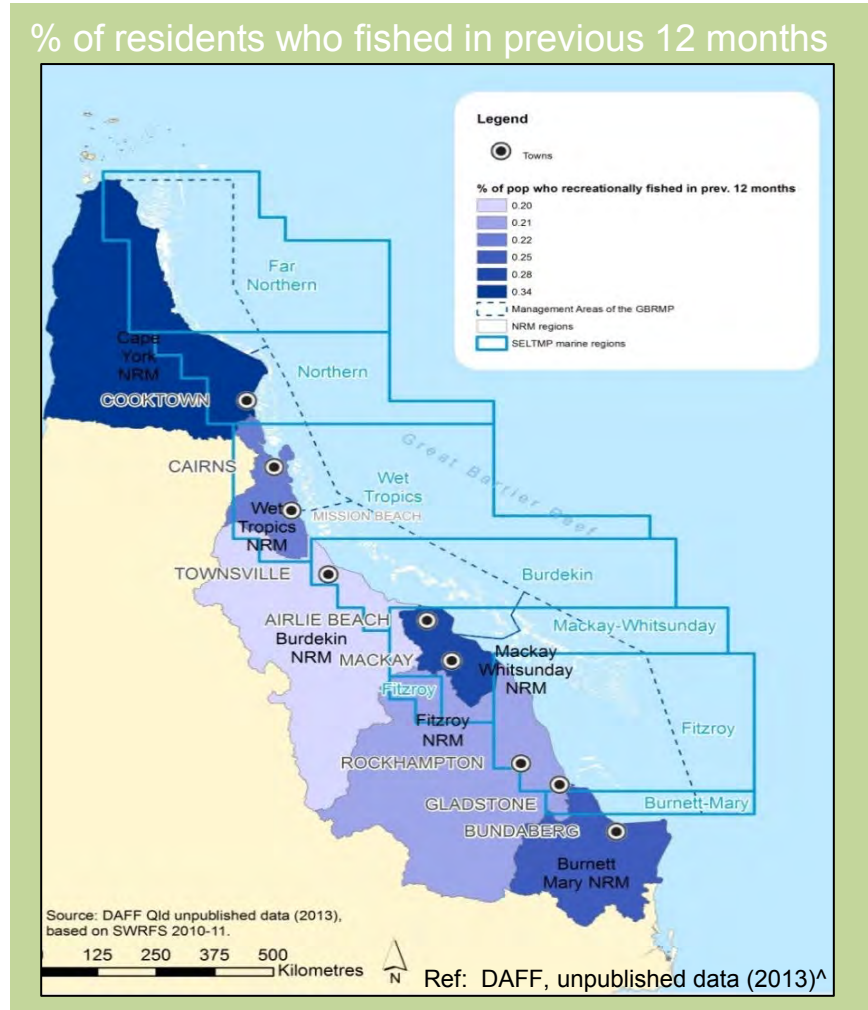 % of residents who fished in previous 12 months
Legend
Towns
% of pop who recreationally fished in prev. 12 months
0.20
0.21
0.22
0.25
0.28
0.34
Management Areas of the GBRMP
NRM regions
SELTMP marine regions
Far
Northern
Cape
York
NRM
Northern
COOKTOWN
Great Barrier Reef
CAIRNS
Wet
Tropics
Wet
Tropics
NRM
MISSION BEACH
TOWNSVILLE
Burdekin
AIRLIE BEACH
Mackay-Whitsunday
Burdekin
NRM
MACKAY
Mackay
Whitsunday
NRM
Fitzroy
Fitzroy
NRM
Fitzroy
ROCKHAMPTON
GLADSTONE
Burnett-Mary
BUNDABERG
Burnett
Mary NRM
Source: DAFF Qld unpublished data (2013),
based on SWRFS 2010-11.
125 250 375 500
Kilometres
N
Ref: DAFF, unpublished data (2013)^